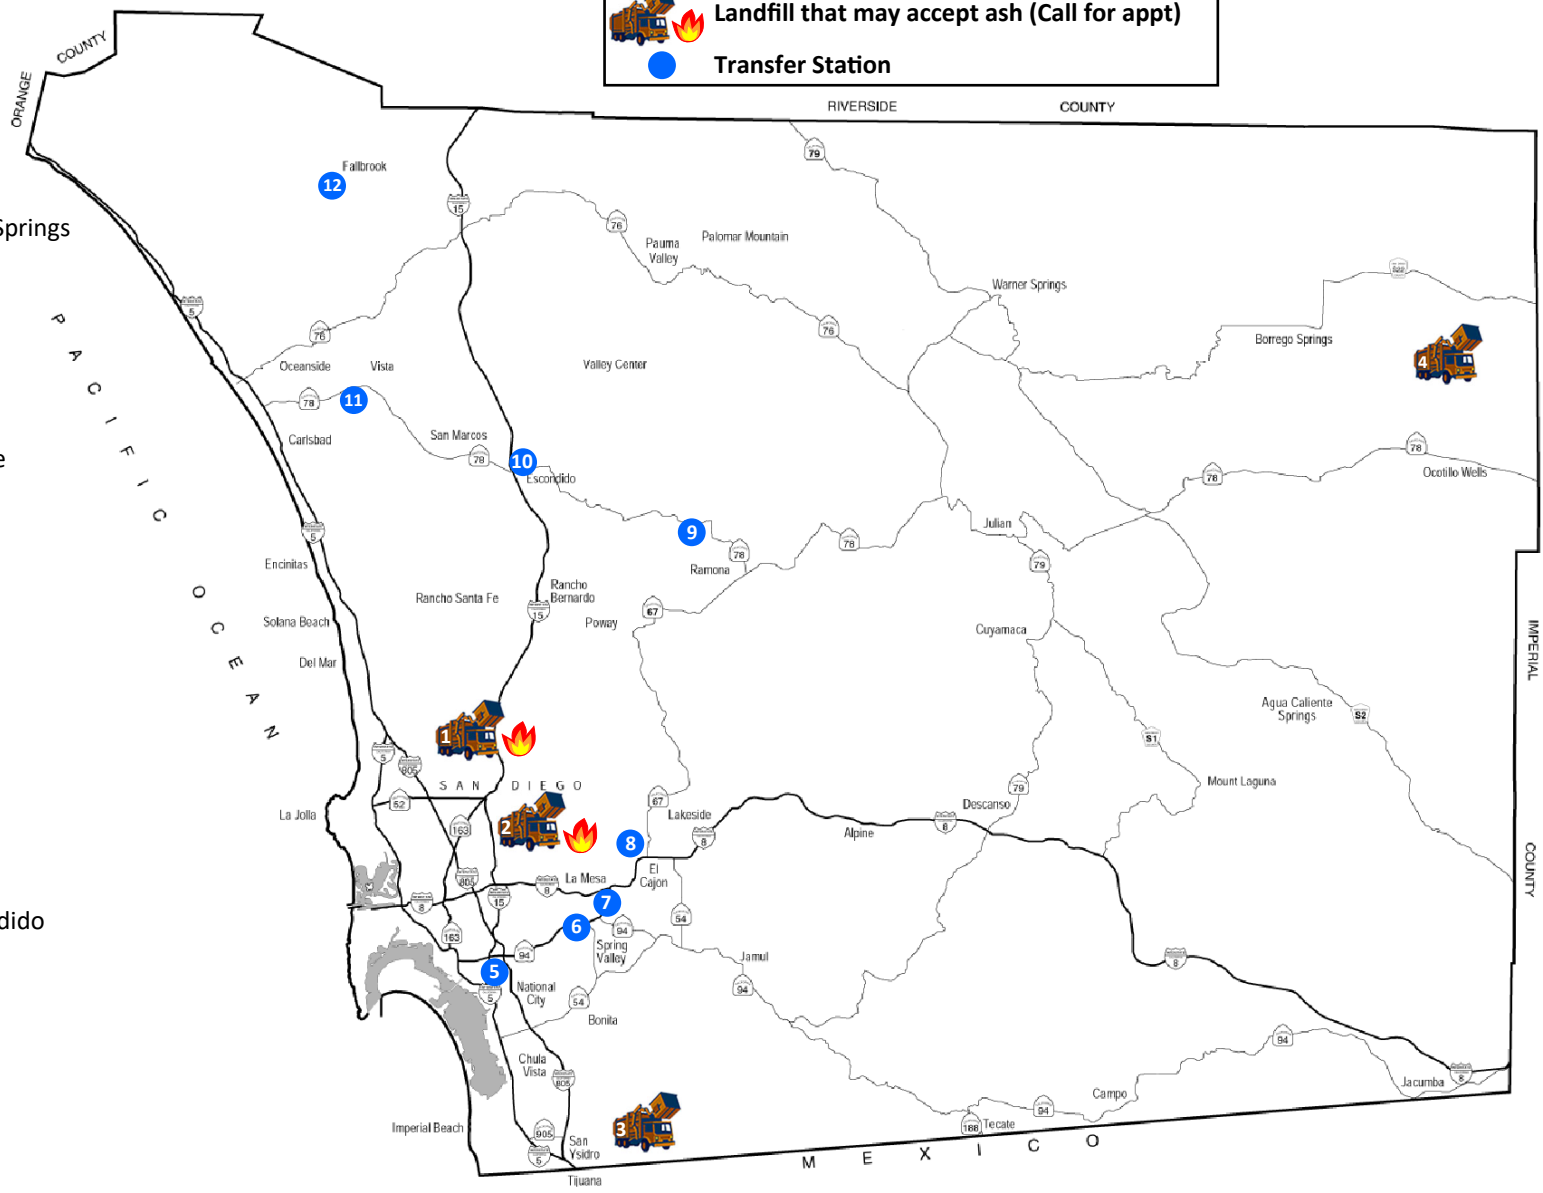 Landfill that may accept ash (Call for appt)
Transfer Station
COUNTY
ORANGE
RIVERSIDE COUNTY
79
Fallbrook
12
15
Springs
76
Pauma
Valley
Palomar Mountain
Warner Springs
5
76
76
Borrego Springs
4
P A C I F I C O C E A N
Oceanside
Vista
Valley Center
78
11
Carlsbad
San Marcos
78
10
Escondido
e
78
78
Ocotillo Wells
5
9
78
Ramona
78
Julian
79
Encinitas
Rancho Santa Fe
Rancho
Bernardo
15
67
Poway
Solana Beach
Cuyamaca
IMPERIAL
Del Mar
Agua Caliente
Springs
S2
1
S1
5
805
SAN DIEGO
Mount Laguna
52
67
79
Descanso
La Jolla
2
163
Lakeside
8
8
Alpine
8
COUNTY
El
Cajon
La Mesa
805
8
15
8
7
54
dido
163
6
94
94
Spring
Valley
Jamul
8
5
5
National
City
54
94
Bonita
94
Chula
Vista
805
Jacumba
8
Campo
94
Imperial Beach
905
3
188
Tecate
San
Ysidro
5
MEXICO
Tijuana